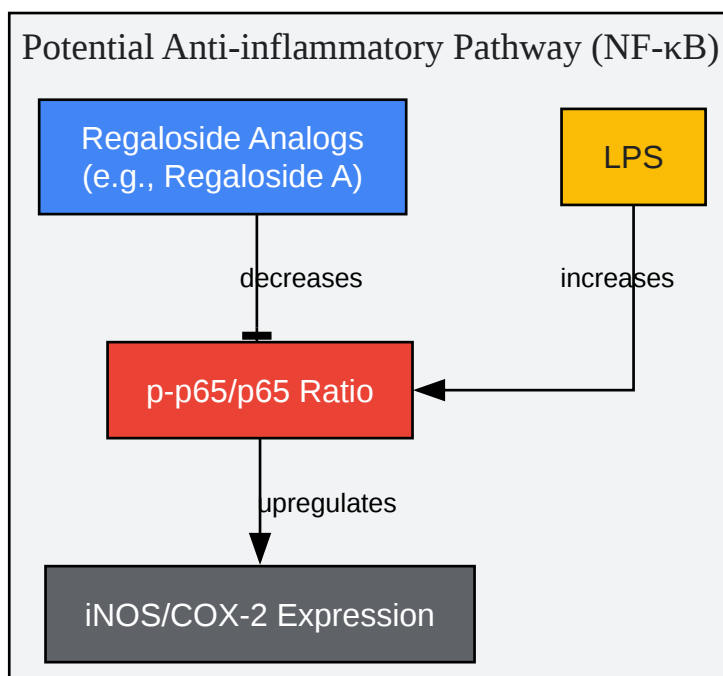 Potential Anti-inflammatory Pathway (NF-κB)
Regaloside Analogs
(e.g., Regaloside A)
LPS
decreases
increases
p-p65/p65 Ratio
upregulates
iNOS/COX-2 Expression